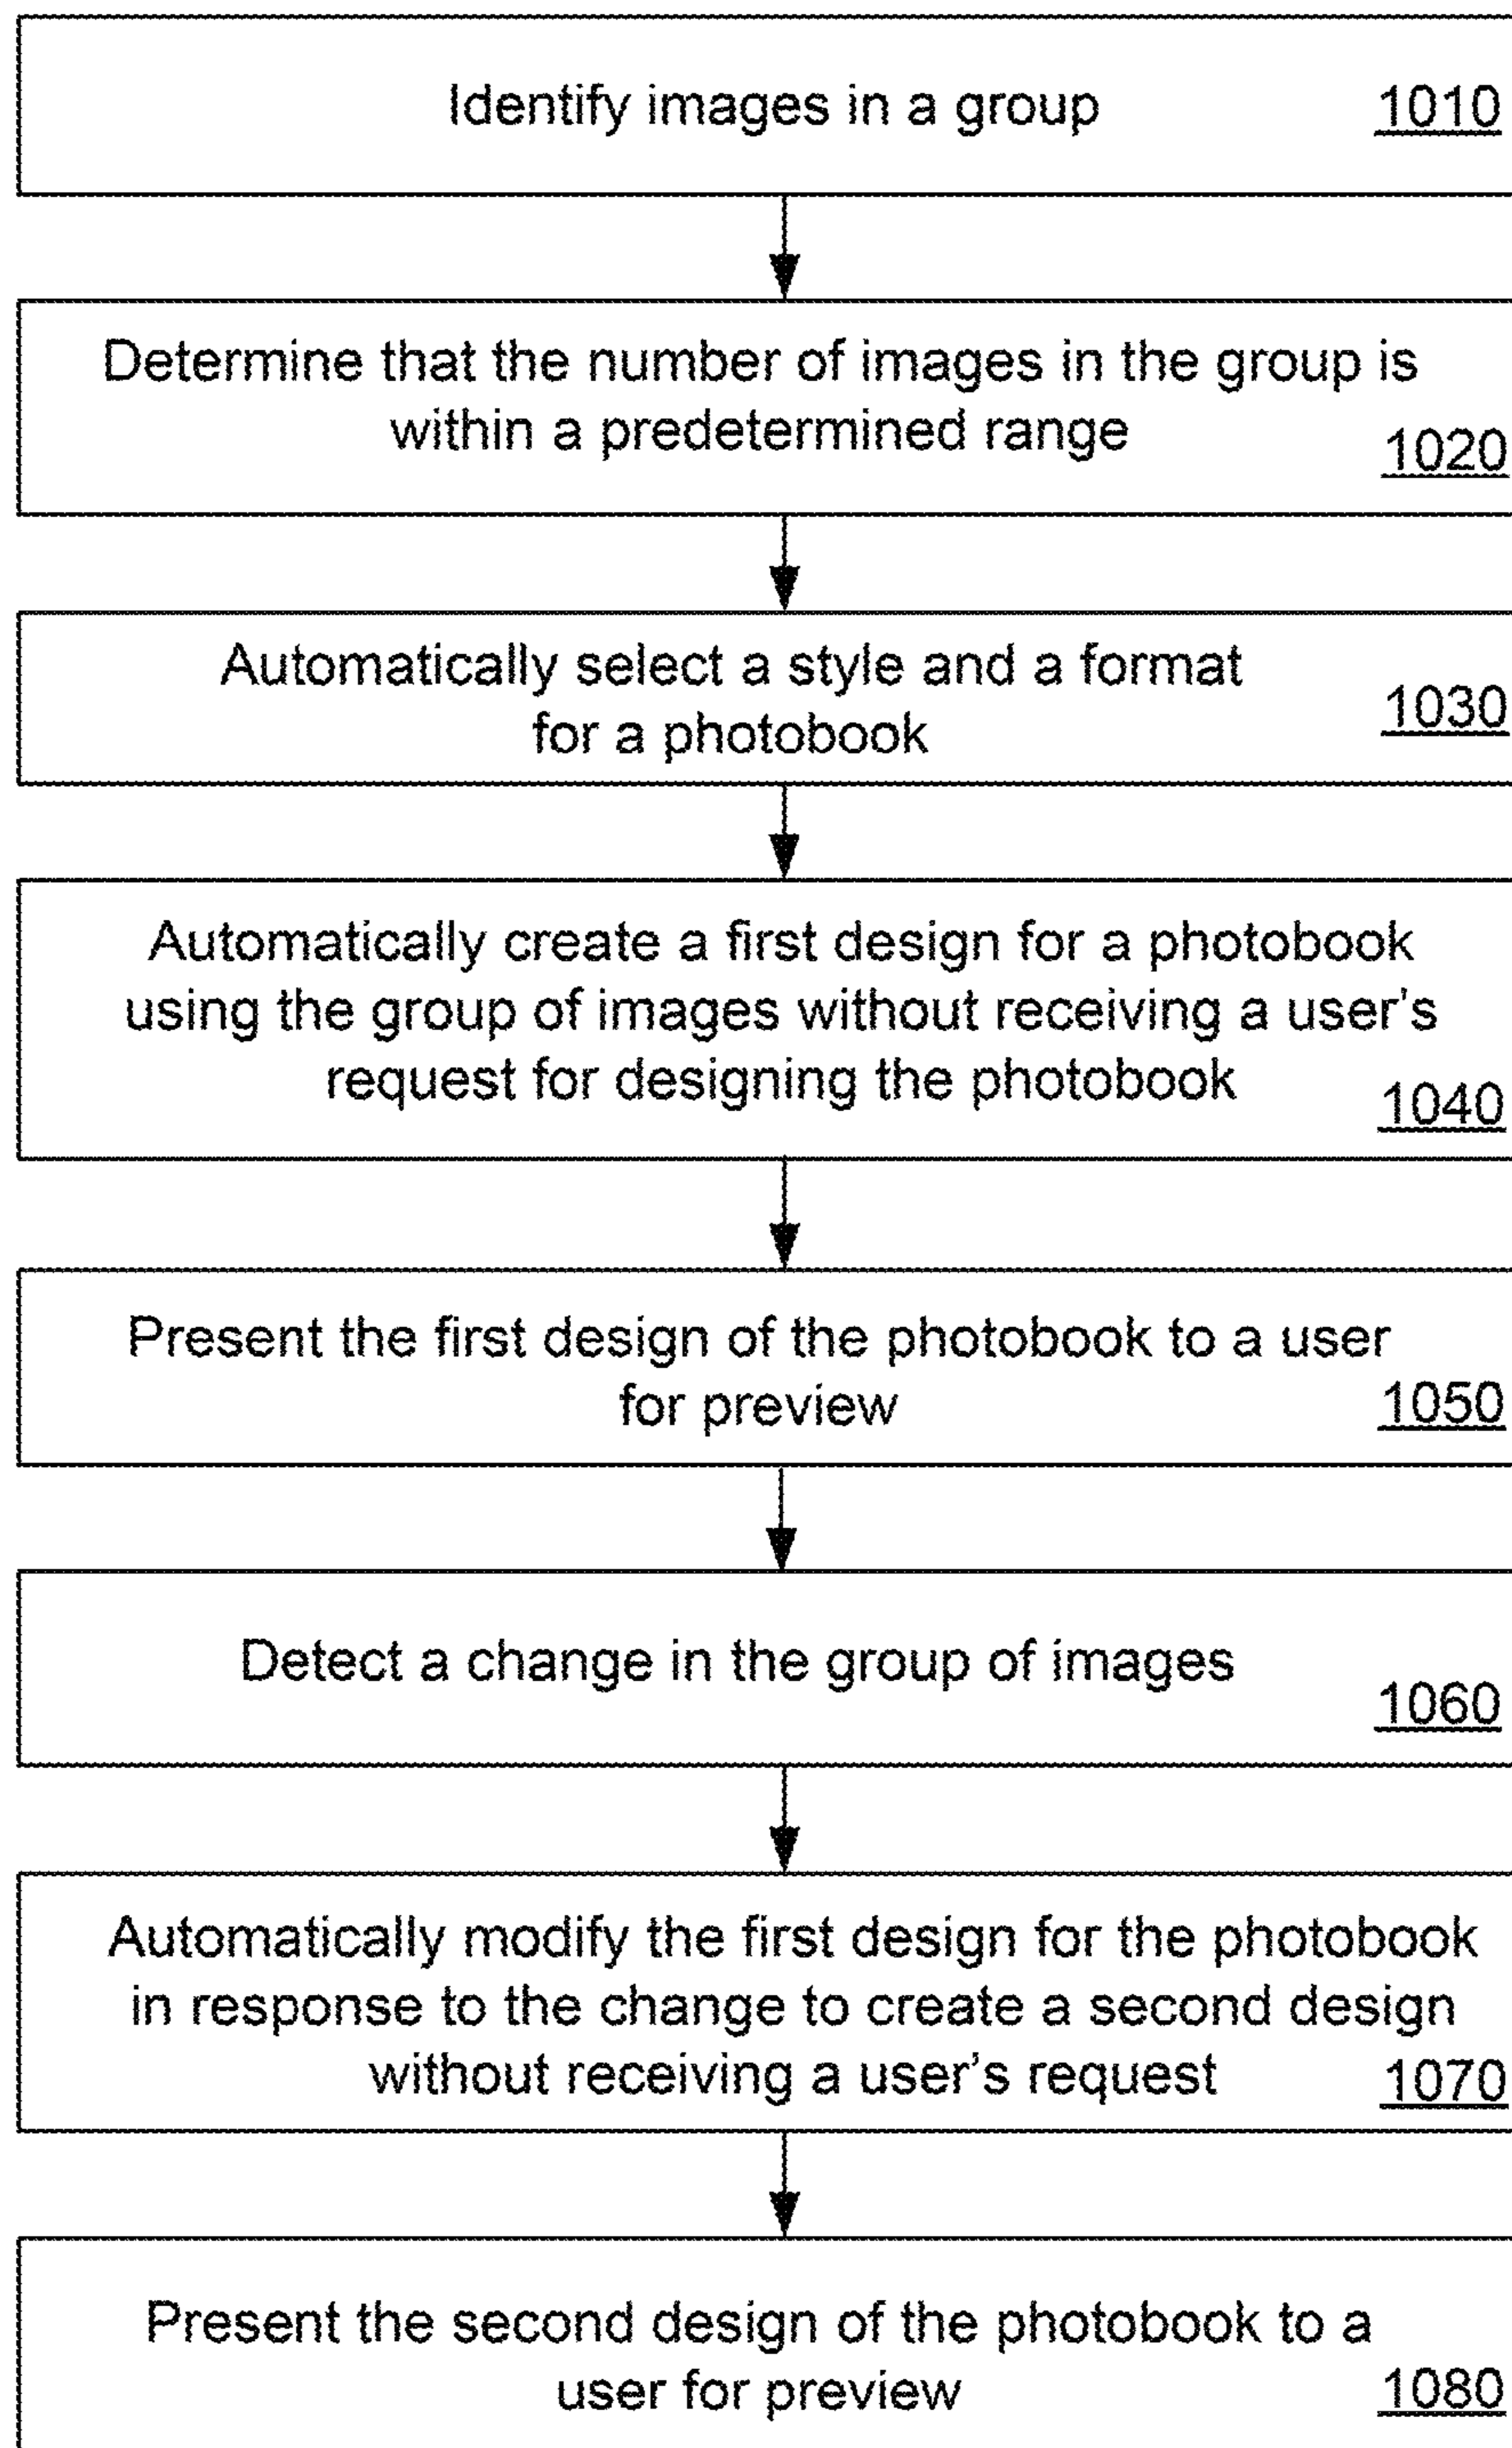 Identify images in a group 1010
Determine that the number of images in the group is
within a predetermined range 1020
Automatically select a style and a format 1030
for a photobook
Automatically create a first design for a photobook
using the group of images without receiving a user's
request for designing the photobook 1040
Present the first design of the photobook to a user
for preview 1050
Detect a change in the group of images 1060
Automatically modify the first design for the photobook
in response to the change to create a second design
without receiving a user's request 1070
Present the second design of the photobook to a
user for preview 1080